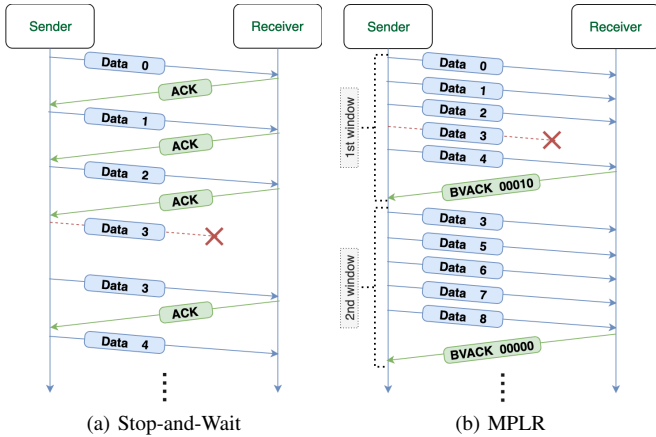 Sender
Receiver
Data 0
ACK
Data 1
ACK
Data 2
ACK
Data 3
Data 3
ACK
Data 4
(a) Stop-and-Wait
Sender
Receiver
1st window
Data 0
Data 1
Data 2
Data 3
Data 4
BVACK 00010
2nd window
Data 3
Data 5
Data 6
Data 7
Data 8
BVACK 00000
(b) MPLR